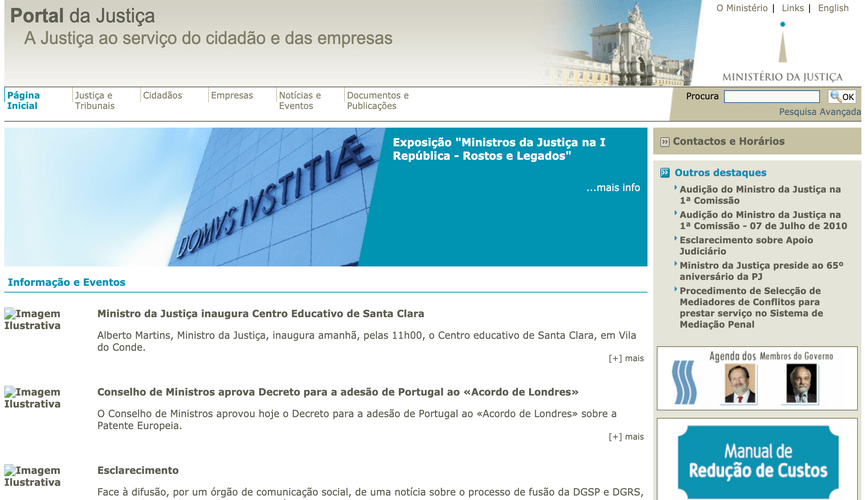 Portal da Justiça
A Justiça ao serviço do cidadão e das empresas
O Ministério | Links | English
MINISTÉRIO DA JUSTIÇA
Página
Inicial
Justiça e
Tribunais
Cidadãos
Empresas
Notícias e
Eventos
Documentos e
Publicações
Procura
OK
Pesquisa Avançada
DOMVS IVSTITIÆ
Exposição "Ministros da Justiça na I
República - Rostos e Legados"
...mais info
Informação e Eventos
Imagem
Ilustrativa
Ministro da Justiça inaugura Centro Educativo de Santa Clara
Alberto Martins, Ministro da Justiça, inaugura amanhã, pelas 11h00, o Centro educativo de Santa Clara, em Vila
do Conde.
[+] mais
Imagem
Ilustrativa
Conselho de Ministros aprova Decreto para a adesão de Portugal ao «Acordo de Londres»
O Conselho de Ministros aprovou hoje o Decreto para a adesão de Portugal ao «Acordo de Londres» sobre a
Patente Europeia.
[+] mais
Imagem
Ilustrativa
Esclarecimento
Face à difusão, por um órgão de comunicação social, de uma notícia sobre o processo de fusão da DGSP e DGRS,
Contactos e Horários
Outros destaques
Audição do Ministro da Justiça na
1ª Comissão
Audição do Ministro da Justiça na
1ª Comissão - 07 de Julho de 2010
Esclarecimento sobre Apoio
Judiciário
Ministro da Justiça preside ao 65º
aniversário da PJ
Procedimento de Selecção de
Mediadores de Conflitos para
prestar serviço no Sistema de
Mediação Penal
Agenda dos Membros do Governo
Manual de
Redução de Custos